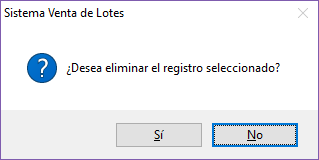 Sistema Venta de Lotes
¿Desea eliminar el registro seleccionado?
Sí
No